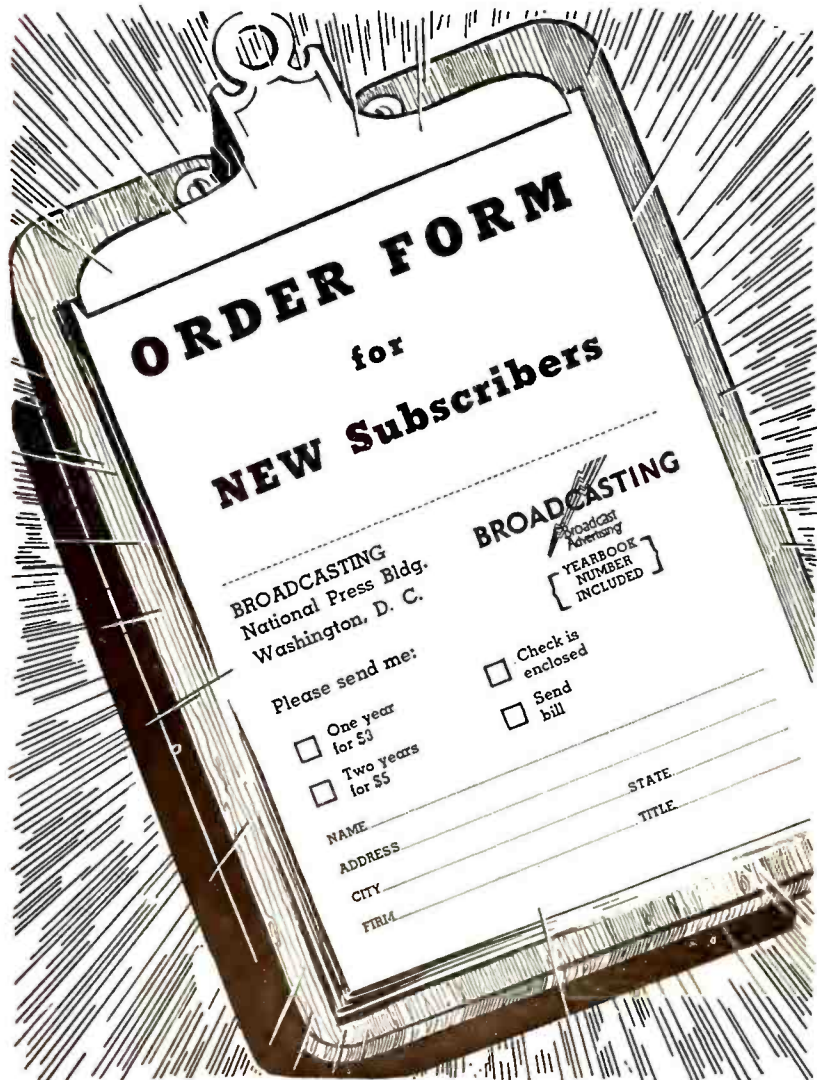 ORDER FORM
for
NEW Subscribers
BROADCASTING
National Press Bldg.
Washington, D. C.
BROADCASTING
Broadcast
Advertising
YEARBOOK
NUMBER
INCLUDED
Please send me:
One year
for $3
Two years
for $5
Check is
enclosed
Send
bill
NAME
ADDRESS
CITY
STATE
FIRM
TITLE